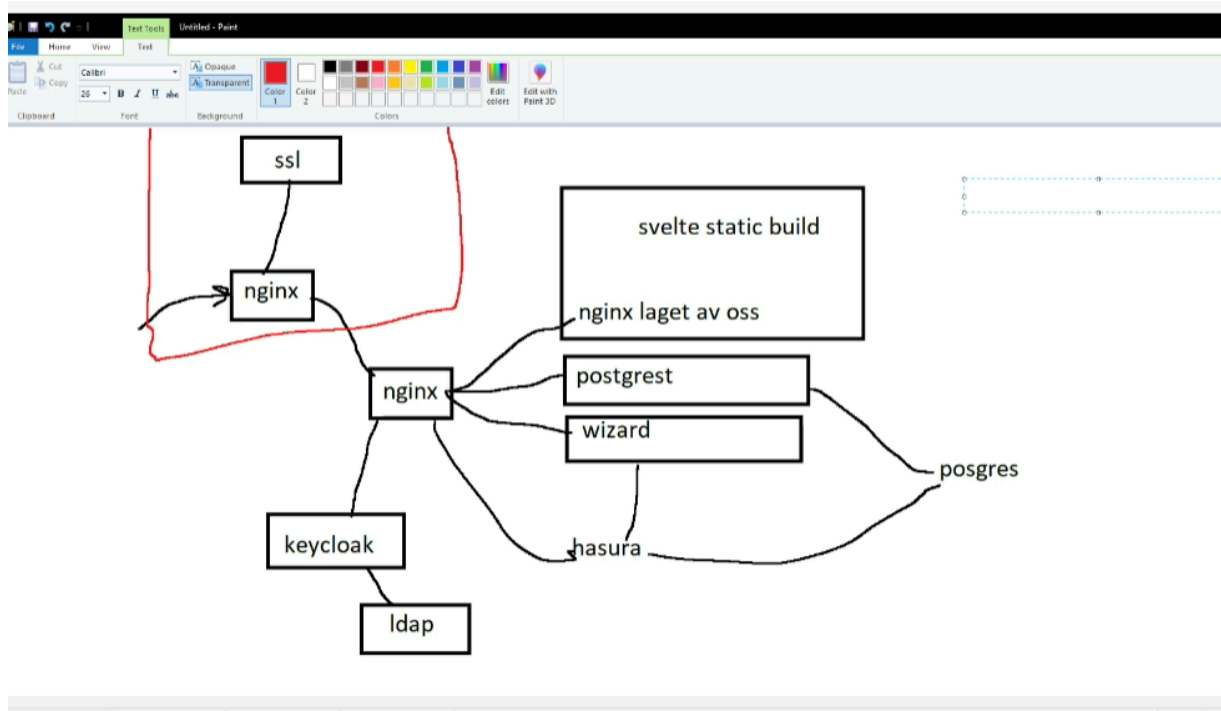 Text Tools
Untitled - Paint
File
Home
View
Text
Cut
Copy
Paste
Clipboard
Calibri
26
B I U abc
Font
Opaque
Transparent
Background
Color 1
Color 2
Colors
Edit colors
Edit with Paint 3D
ssl
nginx
svelte static build
nginx laget av oss
nginx
postgrest
wizard
posgres
keycloak
hasura
ldap